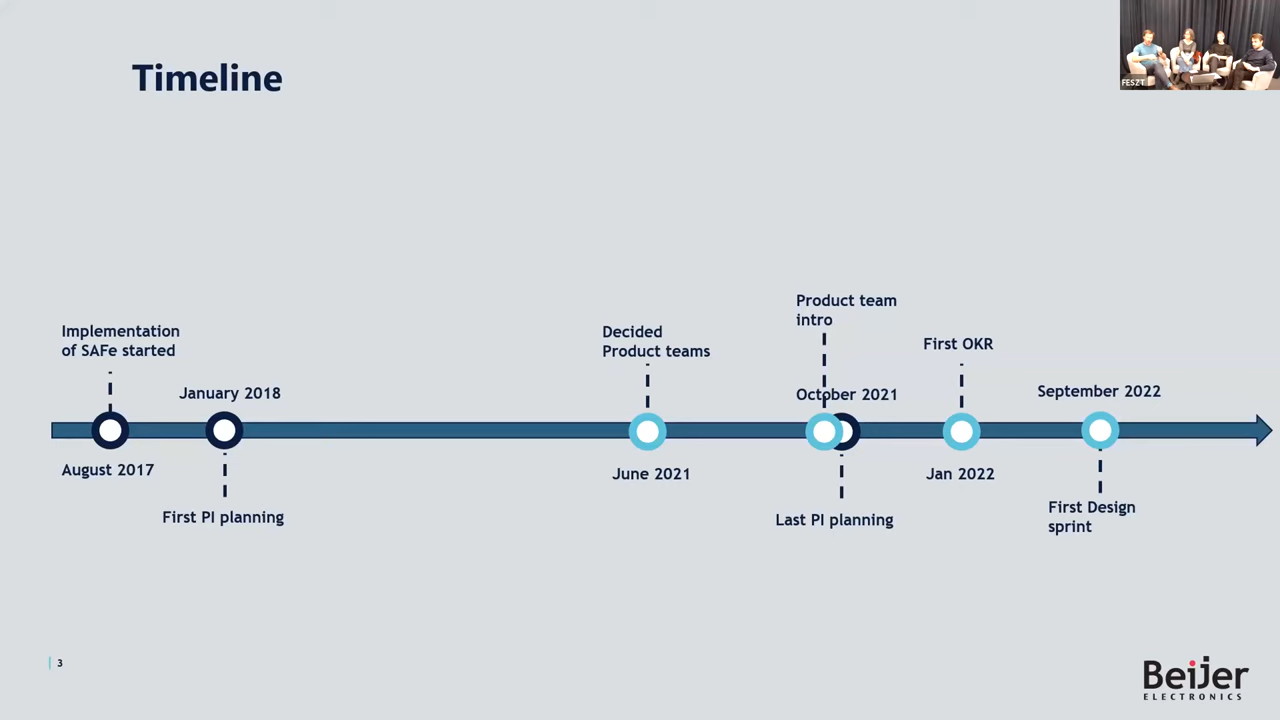 Timeline
FESZT
Implementation
of SAFe started
August 2017
January 2018
First PI planning
Decided
Product teams
June 2021
Product team
intro
October 2021
Last PI planning
First OKR
Jan 2022
September 2022
First Design
sprint
3
Beijer
ELECTRONICS